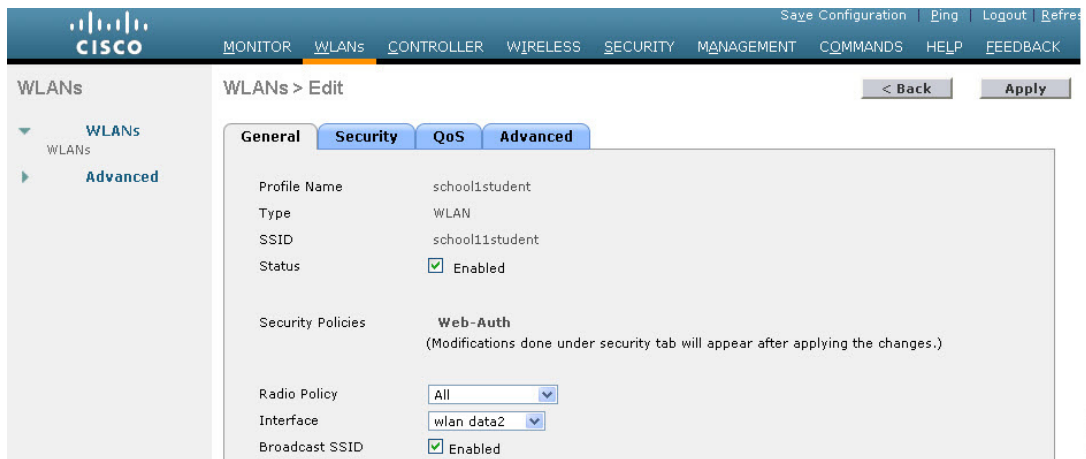 Save Configuration | Ping | Logout | Refres
CISCO
MONITOR WLANs CONTROLLER WIRELESS SECURITY MANAGEMENT COMMANDS HELP FEEDBACK
WLANs
WLANs > Edit
< Back
Apply
WLANs
WLANs
Advanced
General Security QoS Advanced
Profile Name school1student
Type WLAN
SSID school11student
Status Enabled
Security Policies Web-Auth
(Modifications done under security tab will appear after applying the changes.)
Radio Policy All
Interface wlan data2
Broadcast SSID Enabled